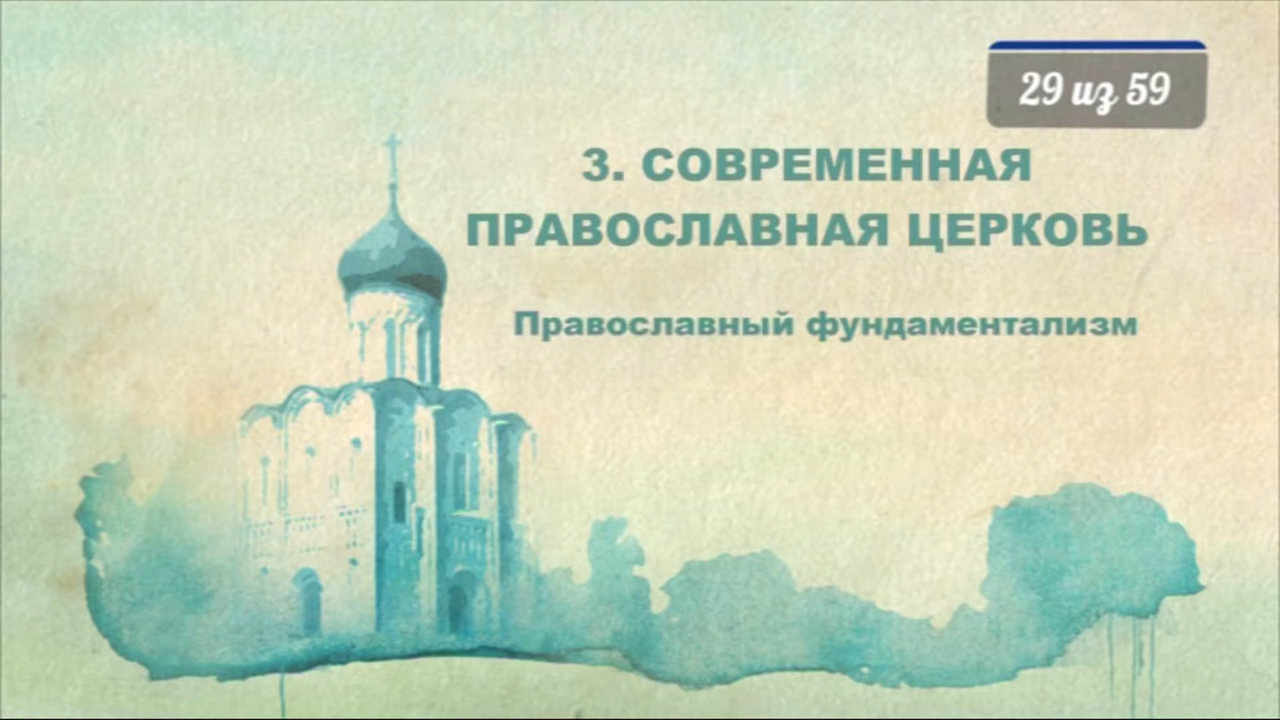 29 из 59
3. СОВРЕМЕННАЯ
ПРАВОСЛАВНАЯ ЦЕРКОВЬ
Православный фундаментализм